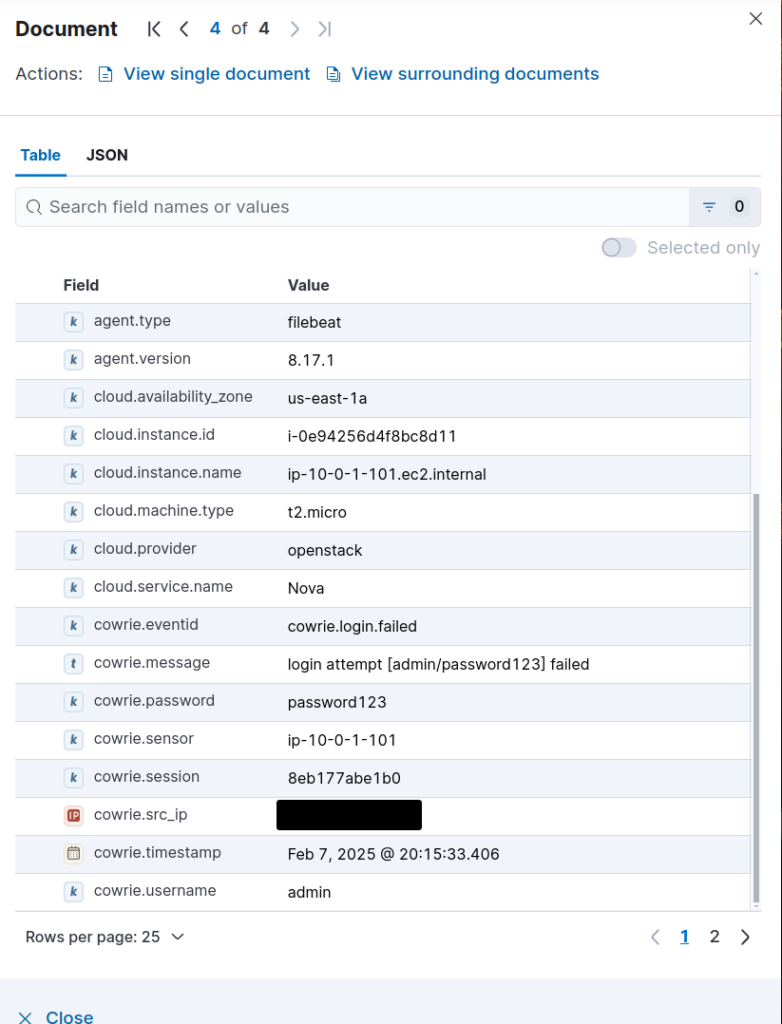 Document 4 of 4
Actions: View single document View surrounding documents
Table JSON
Search field names or values 0
Selected only
Field Value
k agent.type filebeat
k agent.version 8.17.1
k cloud.availability_zone us-east-1a
k cloud.instance.id i-0e94256d4f8bc8d11
k cloud.instance.name ip-10-0-1-101.ec2.internal
k cloud.machine.type t2.micro
k cloud.provider openstack
k cloud.service.name Nova
k cowrie.eventid cowrie.login.failed
t cowrie.message login attempt [admin/password123] failed
k cowrie.password password123
k cowrie.sensor ip-10-0-1-101
k cowrie.session 8eb177abe1b0
IP cowrie.src_ip
cowrie.timestamp Feb 7, 2025 @ 20:15:33.406
k cowrie.username admin
Rows per page: 25 1 2
Close